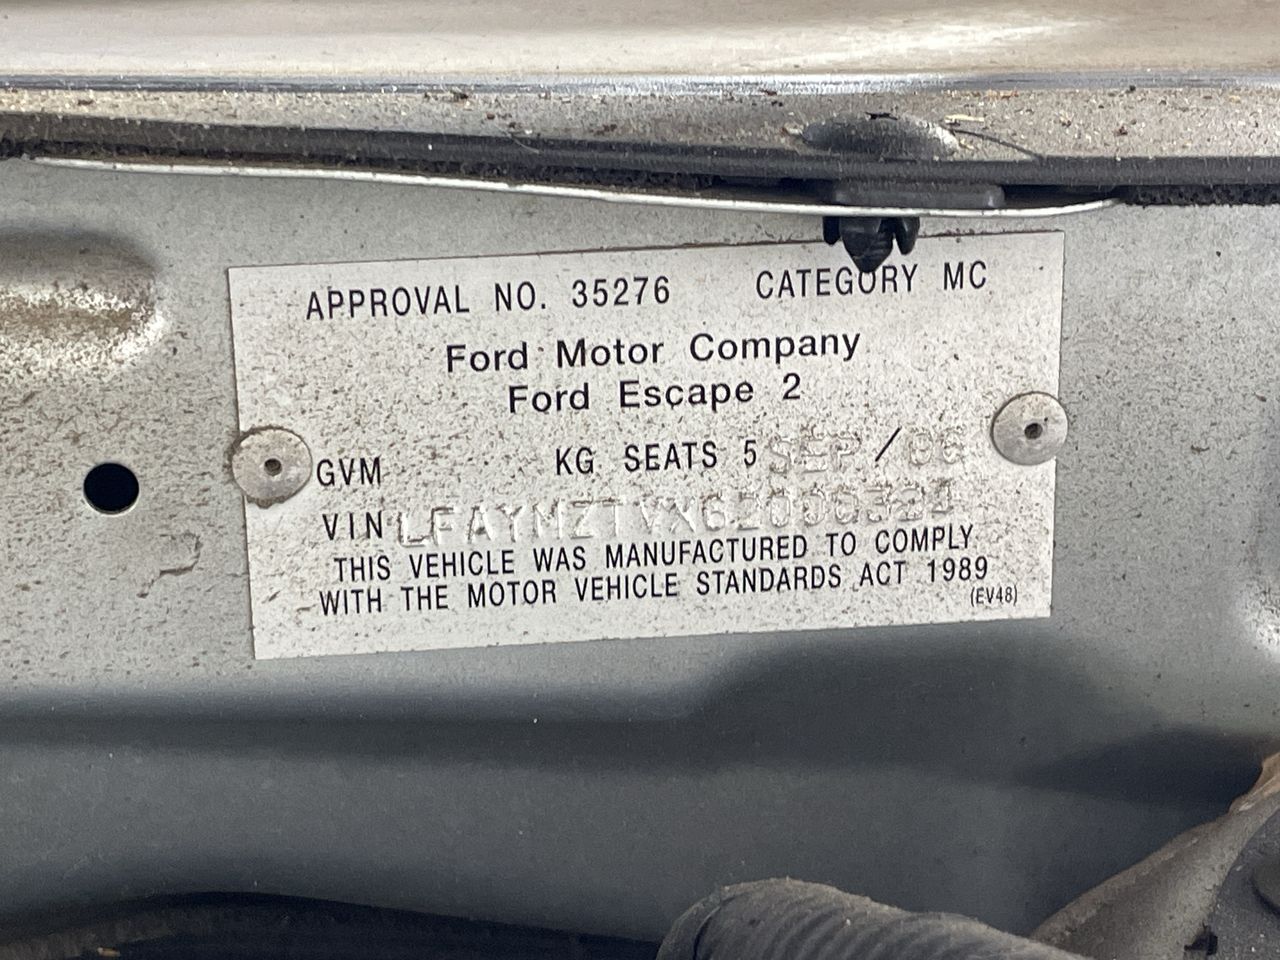 APPROVAL NO. 35276 CATEGORY MC
Ford Motor Company
Ford Escape 2
GVM KG SEATS 5 SEP/06
VIN
THIS VEHICLE WAS MANUFACTURED TO COMPLY
WITH THE MOTOR VEHICLE STANDARDS ACT 1989
(EV48)